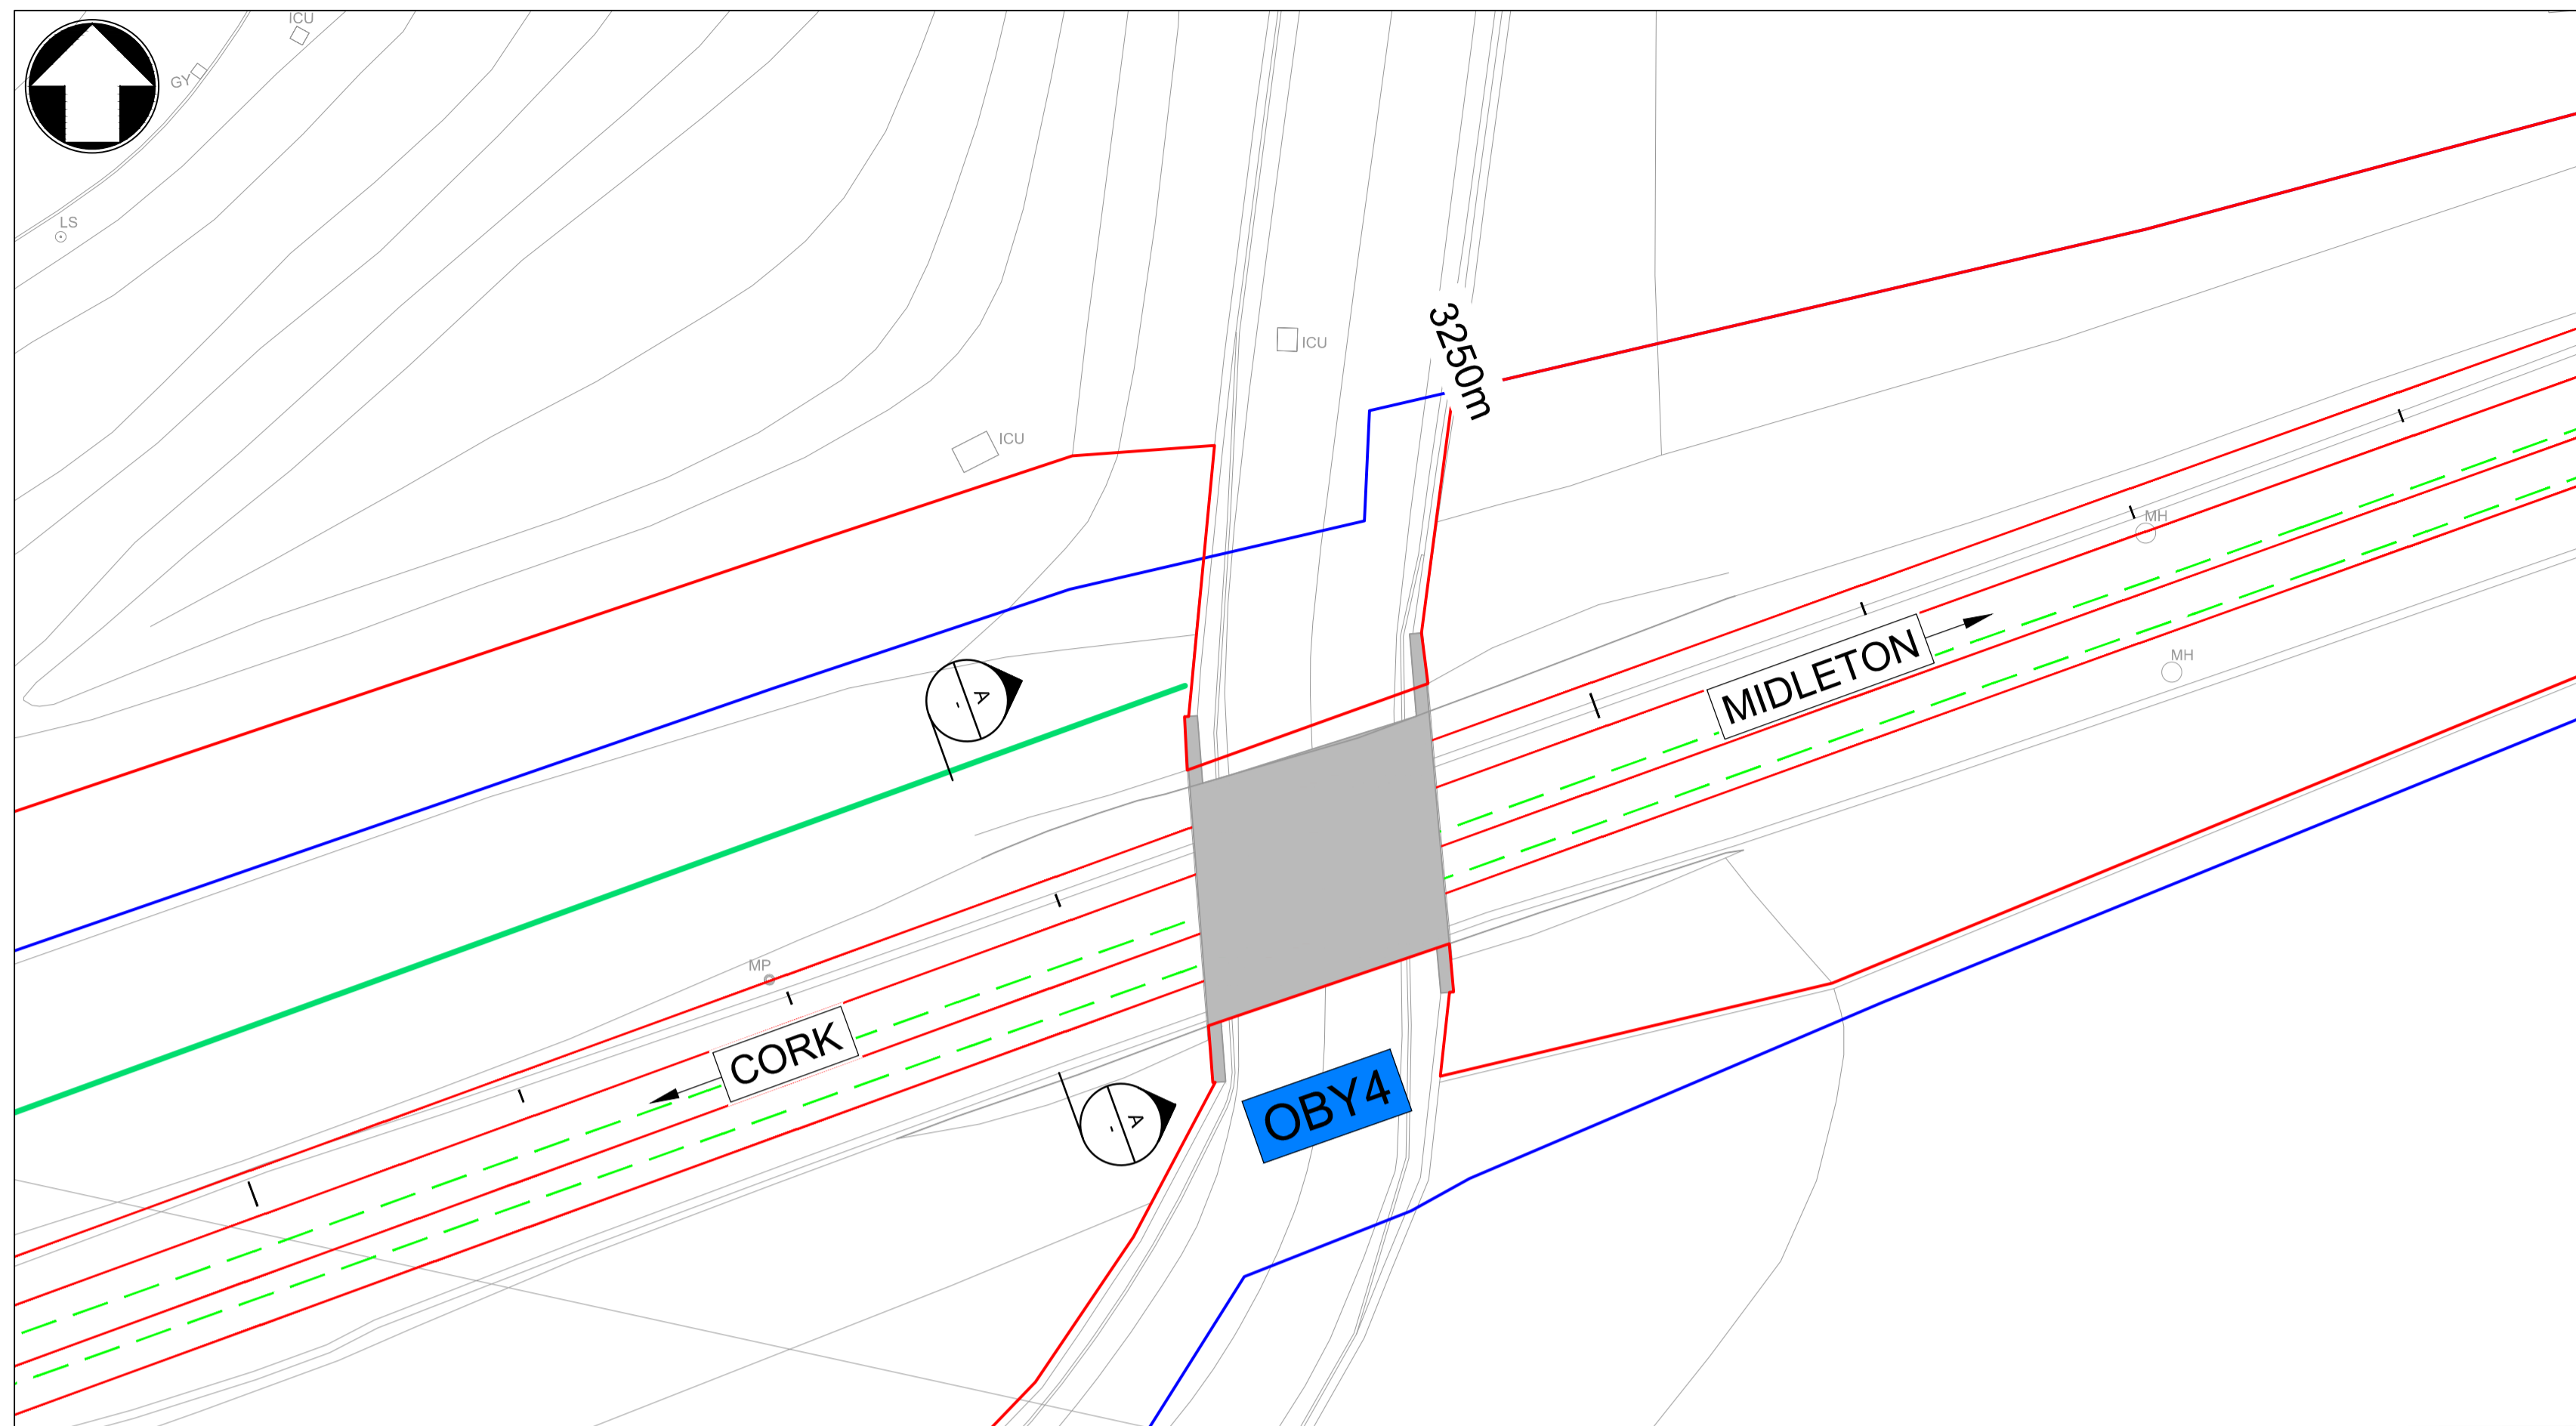 ICU
GY
LS
3250m
ICU
ICU
MH
MIDLETON
MH
A
-
MP
CORK
OBY4
A
-